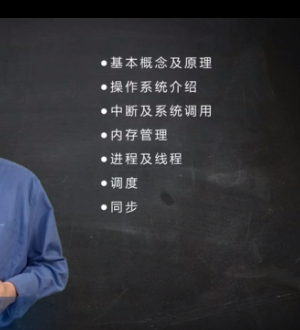 ●基本概念及原理
●操作系统介绍
●中断及系统调用
●内存管理
●进程及线程
●调度
●同步